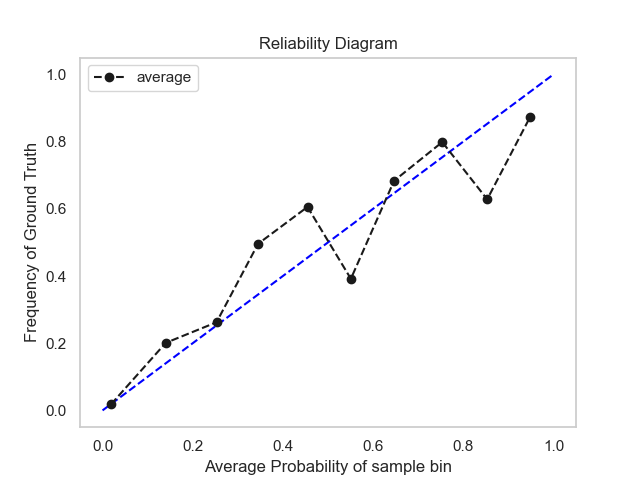 Reliability Diagram
average
1.0
0.8
0.6
0.4
0.2
0.0
Frequency of Ground Truth
0.0 0.2 0.4 0.6 0.8 1.0
Average Probability of sample bin